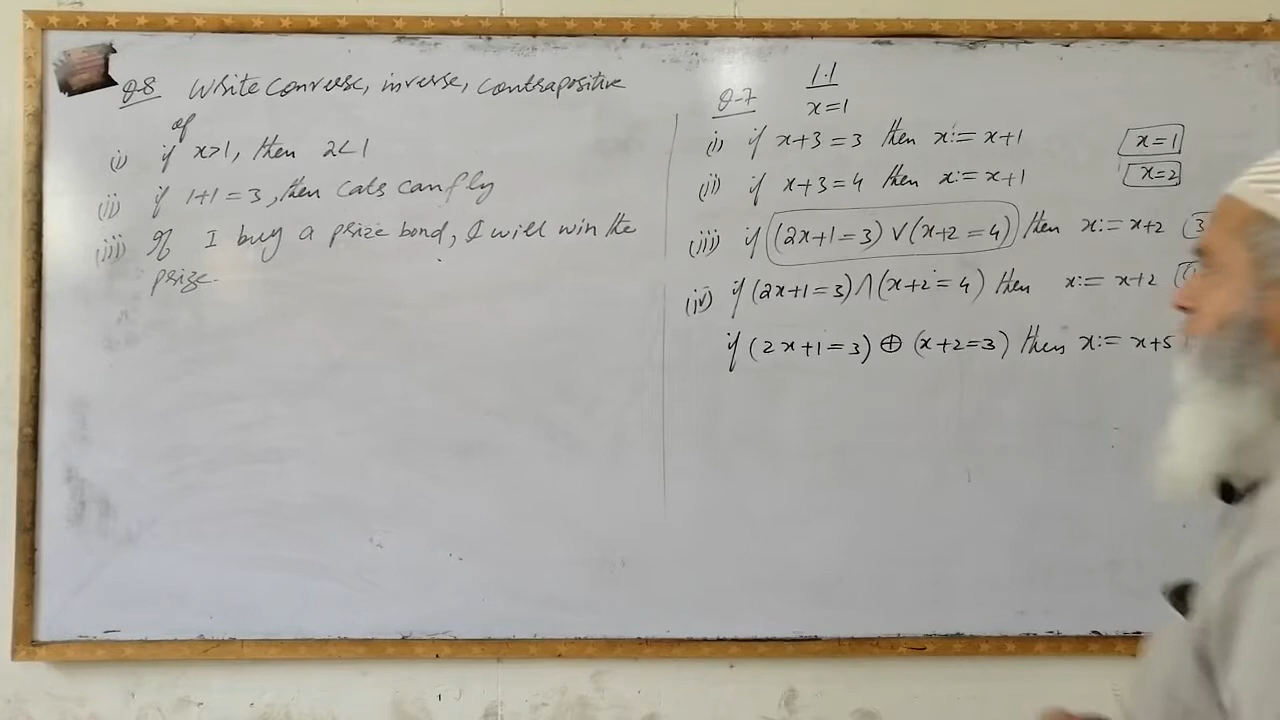 Q-8 Write converse, inverse, contrapositive
of
(i) if x>1, then 2<1
(ii) if 1+1=3, then cats can fly
(iii) If I buy a prize bond, I will win the
prize.
1.1
Q-7 x=1
(i) if x+3=3 then x:=x+1 x=1
(ii) if x+3=4 then x:=x+1 x=2
(iii) if (2x+1=3) ∨ (x+2=4) then x:=x+2 3
(iv) if (2x+1=3) ∧ (x+2=4) then x:=x+2
if (2x+1=3) ⊕ (x+2=3) then x:=x+5